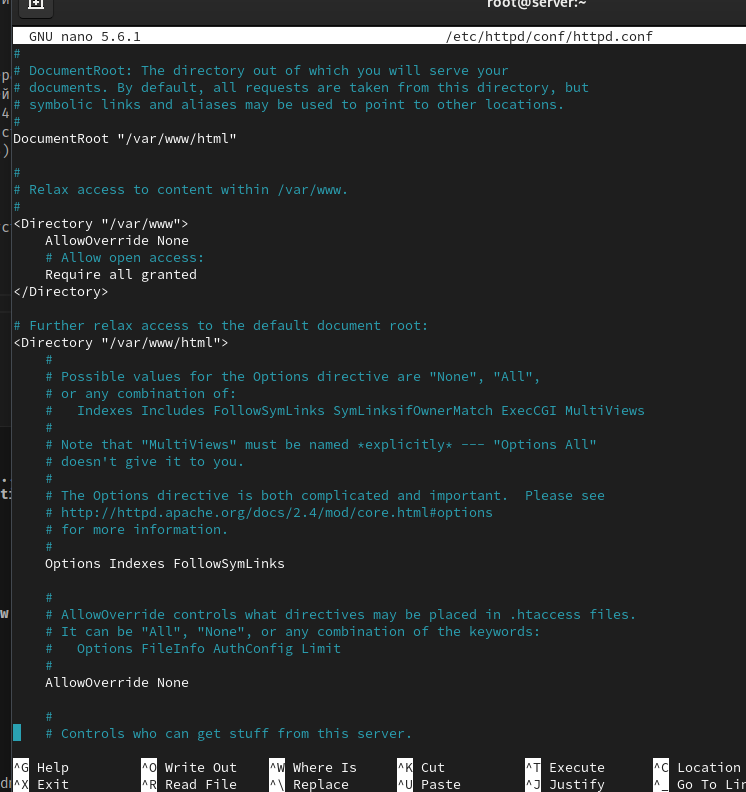 root@server:~
GNU nano 5.6.1 /etc/httpd/conf/httpd.conf
#
# DocumentRoot: The directory out of which you will serve your
# documents. By default, all requests are taken from this directory, but
# symbolic links and aliases may be used to point to other locations.
#
DocumentRoot "/var/www/html"
#
# Relax access to content within /var/www.
#
<Directory "/var/www">
    AllowOverride None
    # Allow open access:
    Require all granted
</Directory>
# Further relax access to the default document root:
<Directory "/var/www/html">
    #
    # Possible values for the Options directive are "None", "All",
    # or any combination of:
    #   Indexes Includes FollowSymLinks SymLinksifOwnerMatch ExecCGI MultiViews
    #
    # Note that "MultiViews" must be named *explicitly* --- "Options All"
    # doesn't give it to you.
    #
    # The Options directive is both complicated and important.  Please see
    # http://httpd.apache.org/docs/2.4/mod/core.html#options
    # for more information.
    #
    Options Indexes FollowSymLinks
    #
    # AllowOverride controls what directives may be placed in .htaccess files.
    # It can be "All", "None", or any combination of the keywords:
    #   Options FileInfo AuthConfig Limit
    #
    AllowOverride None
    #
    # Controls who can get stuff from this server.
^G Help ^O Write Out ^W Where Is ^K Cut ^T Execute ^C Location
^X Exit ^R Read File ^\ Replace ^U Paste ^J Justify ^_ Go To